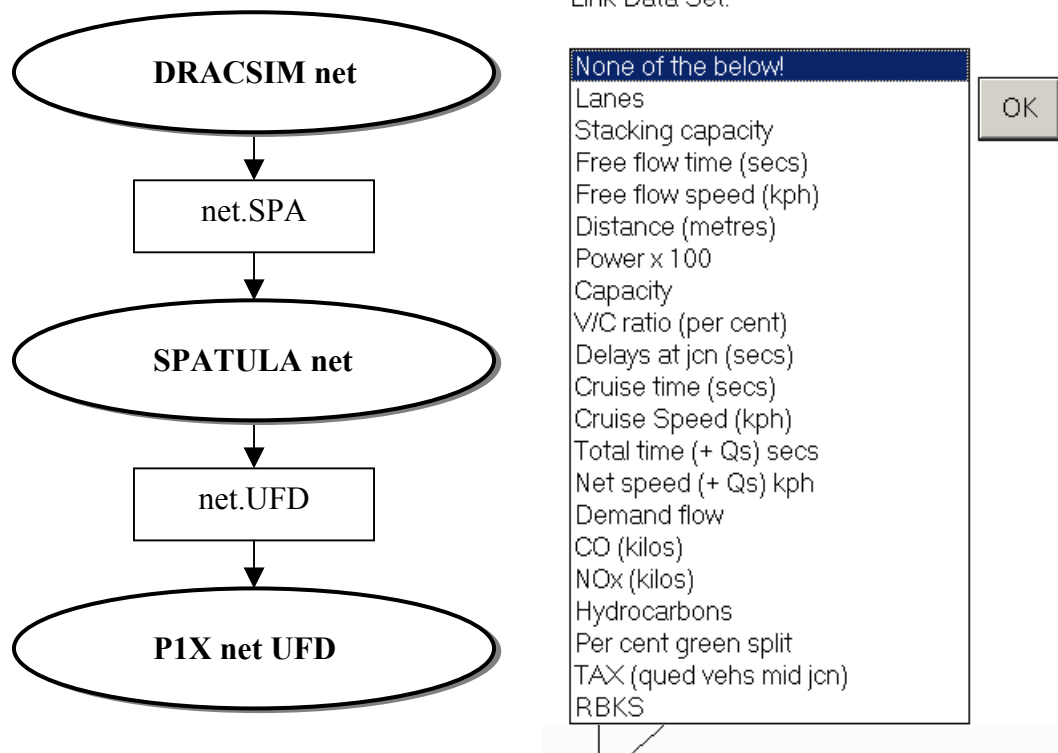 DRACSIM net
net.SPA
SPATULA net
net.UFD
P1X net UFD
Link Data Set:
None of the below!
Lanes
Stacking capacity
Free flow time (secs)
Free flow speed (kph)
Distance (metres)
Power x 100
Capacity
V/C ratio (per cent)
Delays at jcn (secs)
Cruise time (secs)
Cruise Speed (kph)
Total time (+ Qs) secs
Net speed (+ Qs) kph
Demand flow
CO (kilos)
NOx (kilos)
Hydrocarbons
Per cent green split
TAX (qued vehs mid jcn)
RBKS
OK